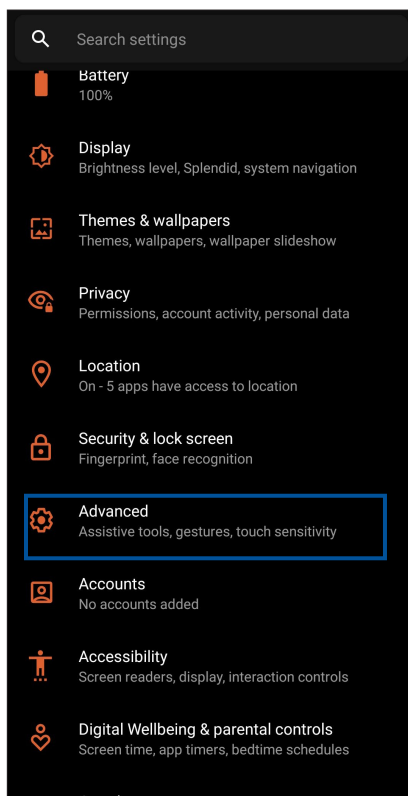 Search settings
Battery
100%
Display
Brightness level, Splendid, system navigation
Themes & wallpapers
Themes, wallpapers, wallpaper slideshow
Privacy
Permissions, account activity, personal data
Location
On - 5 apps have access to location
Security & lock screen
Fingerprint, face recognition
Advanced
Assistive tools, gestures, touch sensitivity
Accounts
No accounts added
Accessibility
Screen readers, display, interaction controls
Digital Wellbeing & parental controls
Screen time, app timers, bedtime schedules